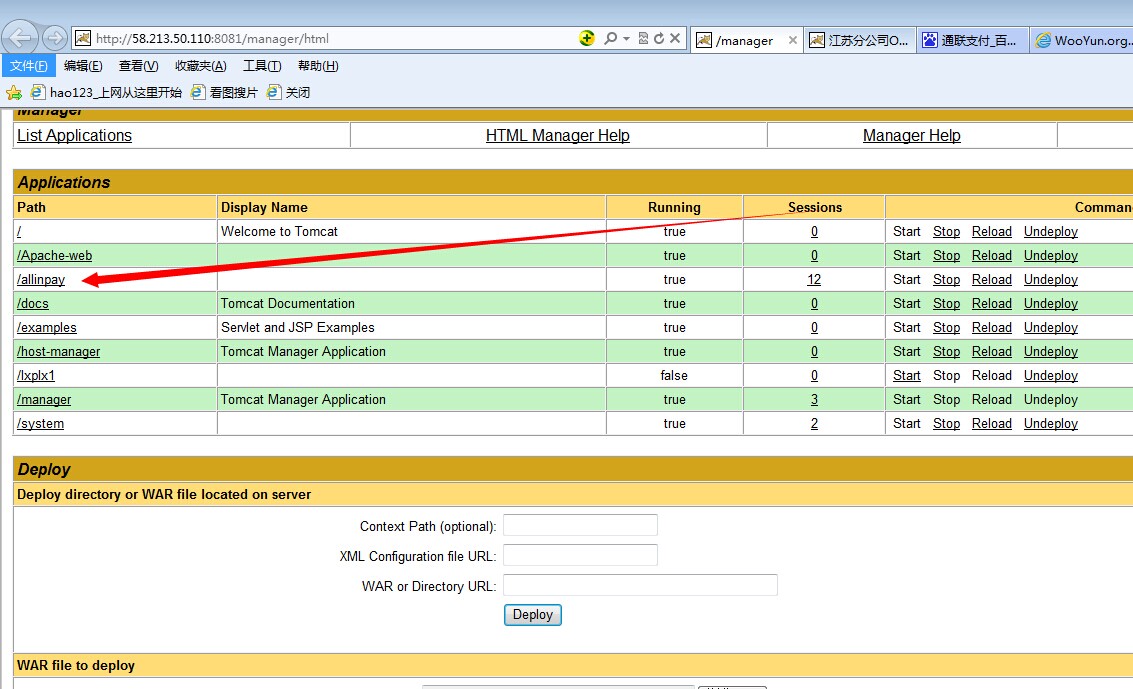 http://58.213.50.110:8081/manager/html /manager 江苏分公司O... 通联支付_百... WooYun.org...
文件(F) 编辑(E) 查看(V) 收藏夹(A) 工具(T) 帮助(H)
hao123_上网从这里开始 看图搜片 关闭
Manager
List Applications HTML Manager Help Manager Help
Applications
Path Display Name Running Sessions Comman
/ Welcome to Tomcat true 0 Start Stop Reload Undeploy
/Apache-web true 0 Start Stop Reload Undeploy
/allinpay true 12 Start Stop Reload Undeploy
/docs Tomcat Documentation true 0 Start Stop Reload Undeploy
/examples Servlet and JSP Examples true 0 Start Stop Reload Undeploy
/host-manager Tomcat Manager Application true 0 Start Stop Reload Undeploy
/lxplx1 false 0 Start Stop Reload Undeploy
/manager Tomcat Manager Application true 3 Start Stop Reload Undeploy
/system true 2 Start Stop Reload Undeploy
Deploy
Deploy directory or WAR file located on server
Context Path (optional):
XML Configuration file URL:
WAR or Directory URL:
Deploy
WAR file to deploy